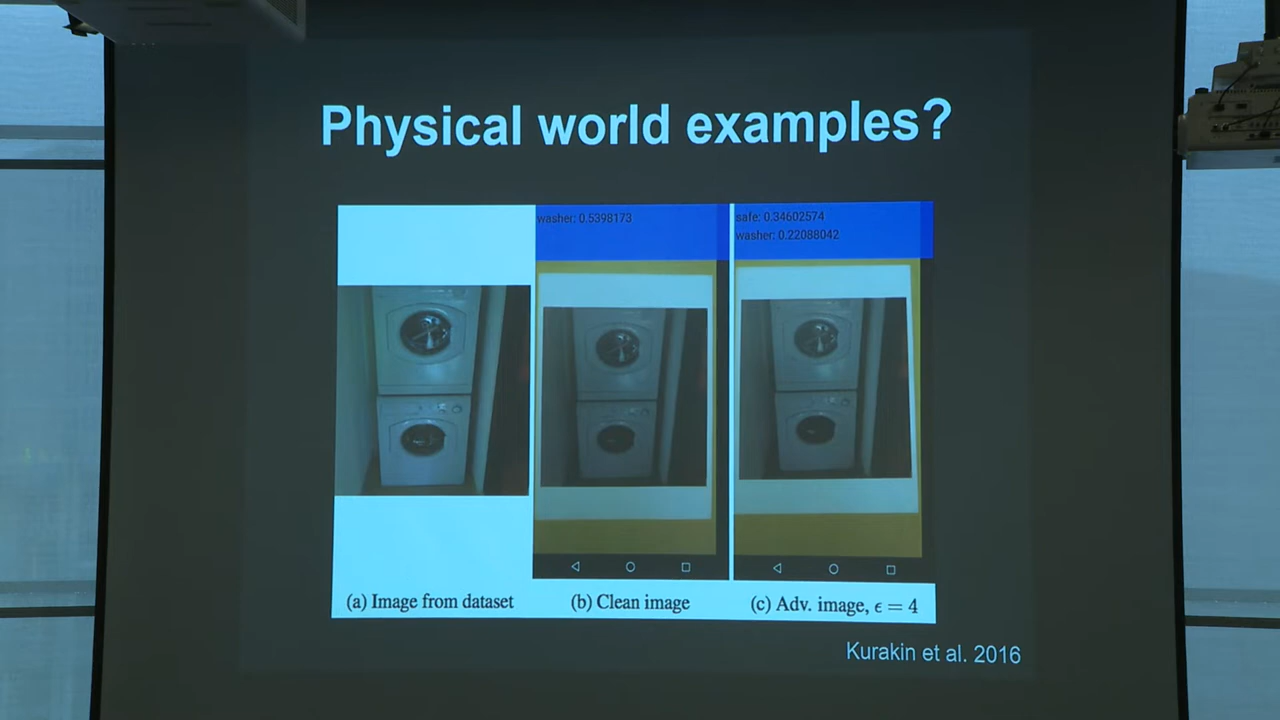 Physical world examples?
washer: 0.5398173
safe: 0.34602574
washer: 0.22088042
(a) Image from dataset
(b) Clean image
(c) Adv. image, ϵ = 4
Kurakin et al. 2016